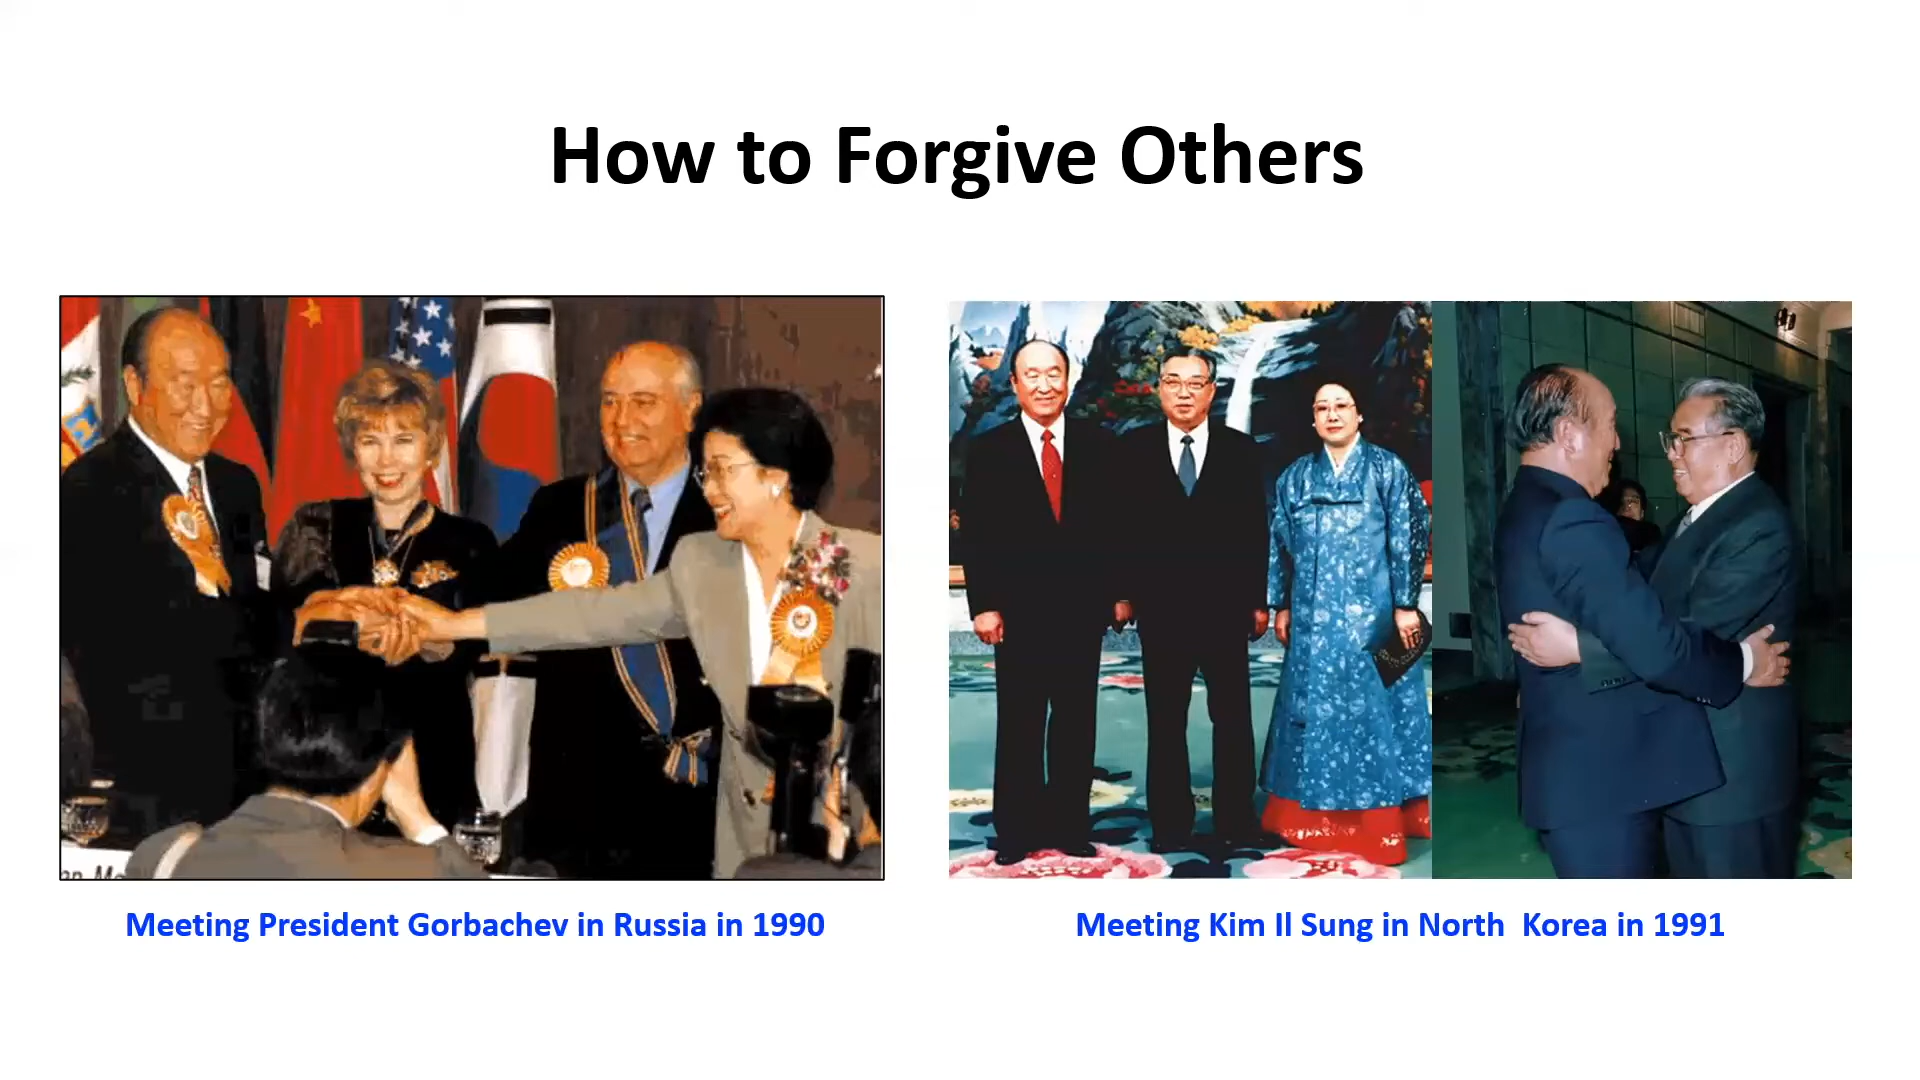 How to Forgive Others
Meeting President Gorbachev in Russia in 1990
Meeting Kim Il Sung in North  Korea in 1991